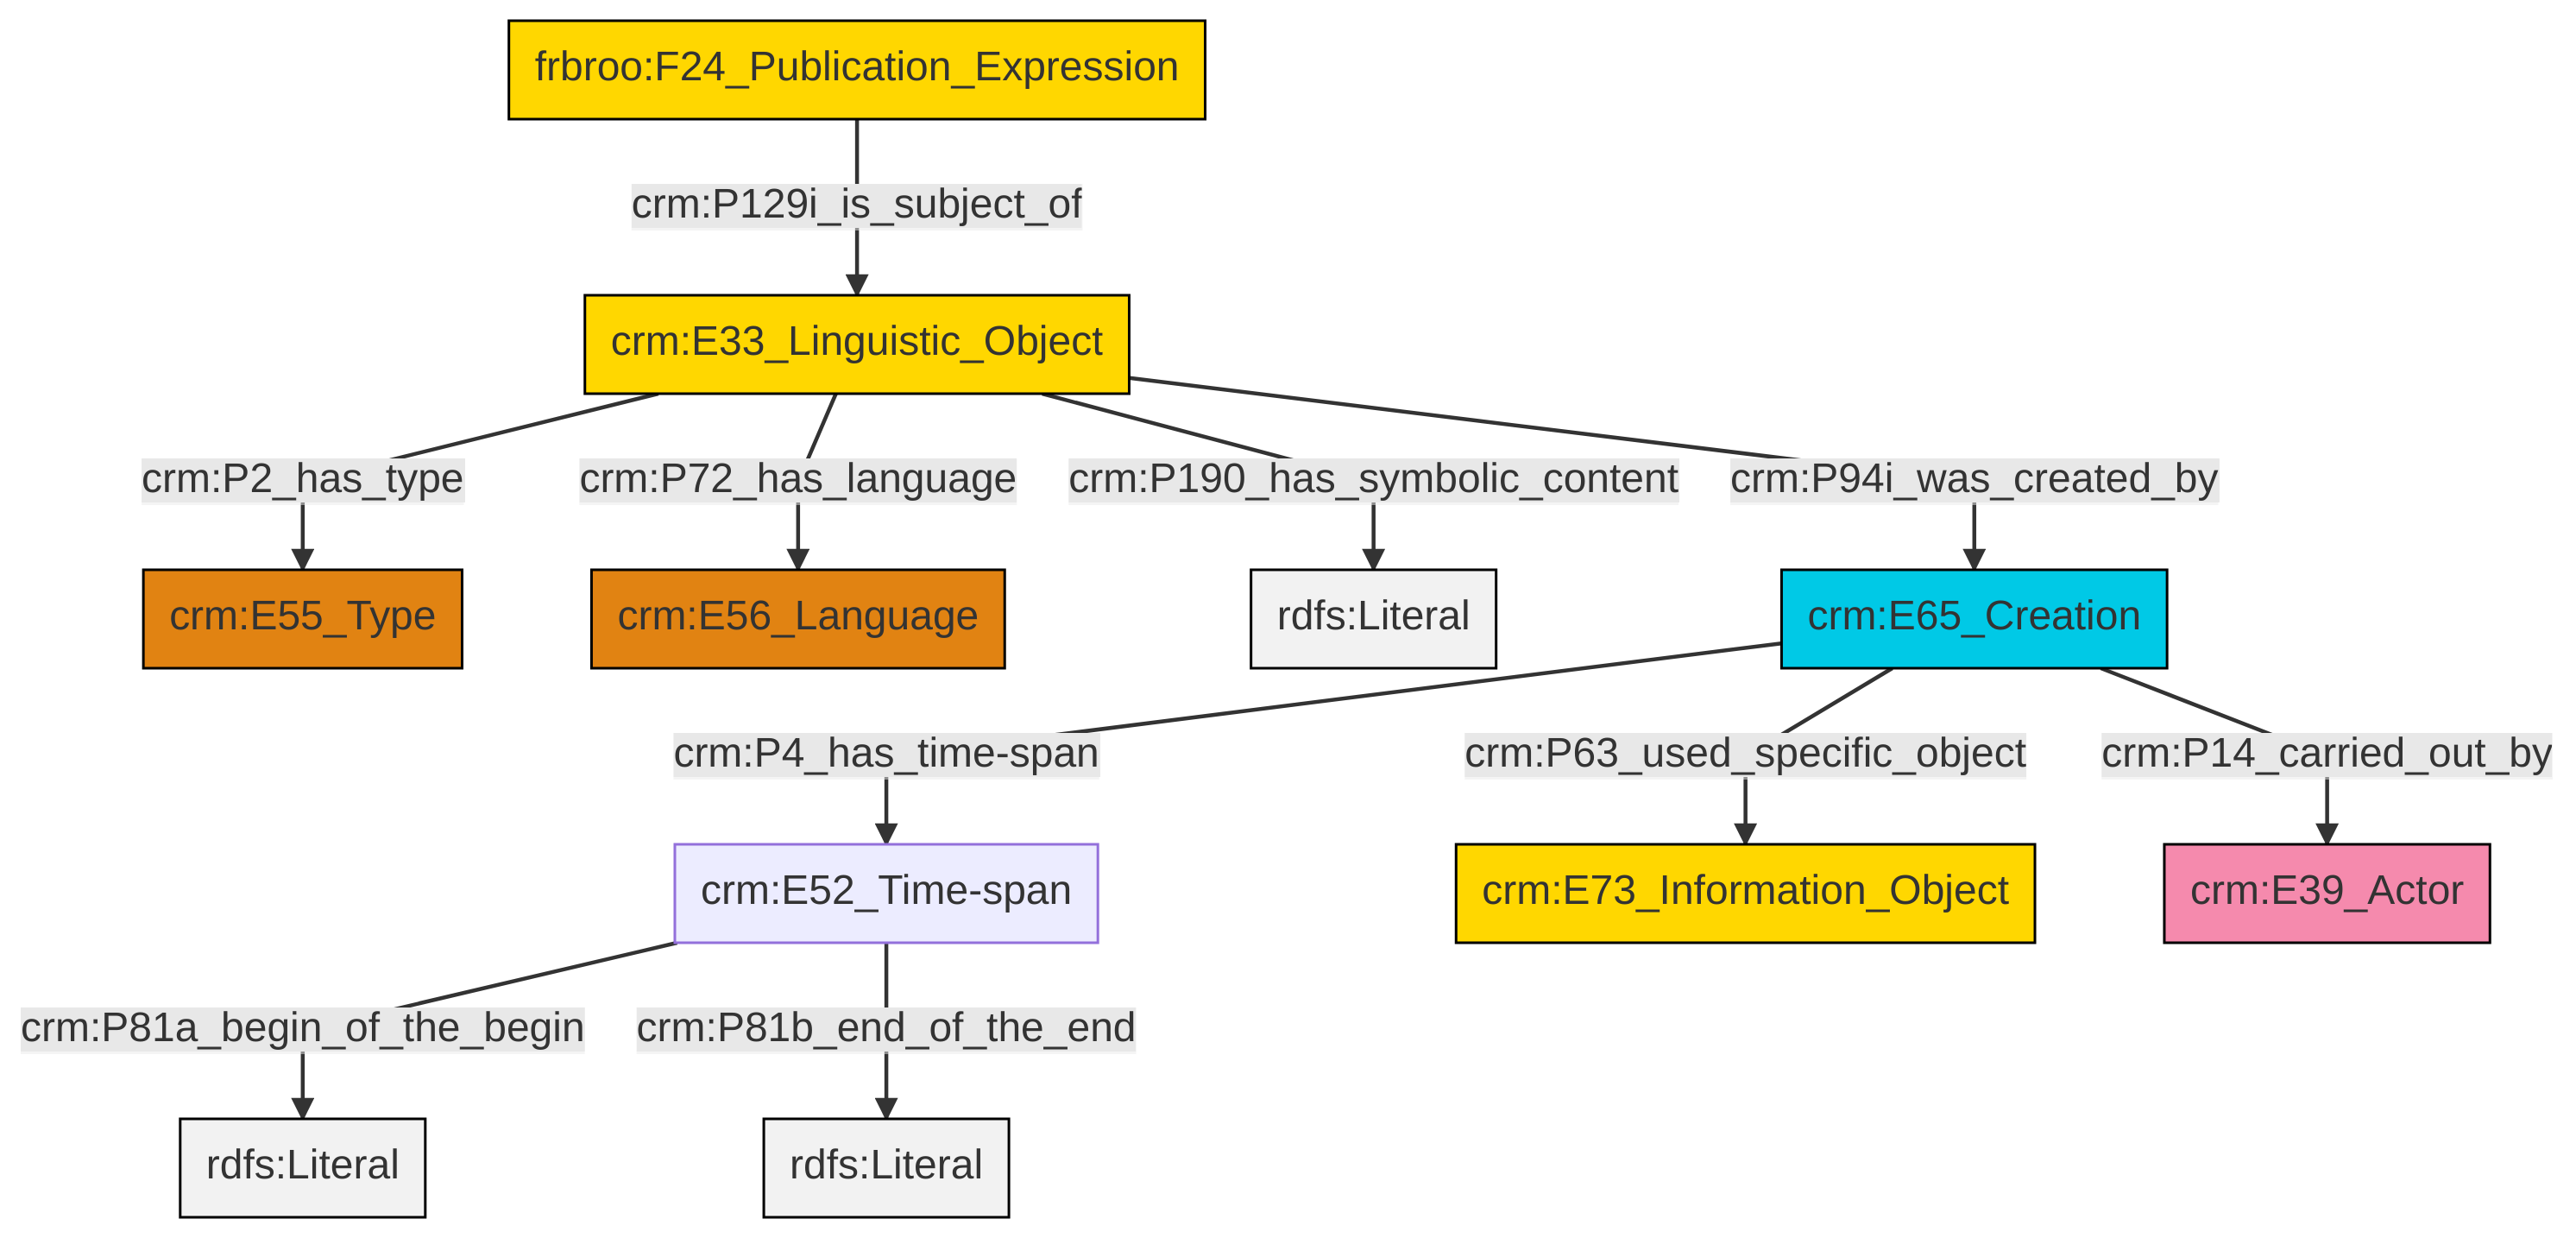 frbroo:F24_Publication_Expression
crm:P129i_is_subject_of
crm:E33_Linguistic_Object
crm:P2_has_type
crm:P72_has_language
crm:P190_has_symbolic_content
crm:P94i_was_created_by
crm:E55_Type
crm:E56_Language
rdfs:Literal
crm:E65_Creation
crm:P4_has_time-span
crm:P63_used_specific_object
crm:P14_carried_out_by
crm:E52_Time-span
crm:E73_Information_Object
crm:E39_Actor
crm:P81a_begin_of_the_begin
crm:P81b_end_of_the_end
rdfs:Literal
rdfs:Literal